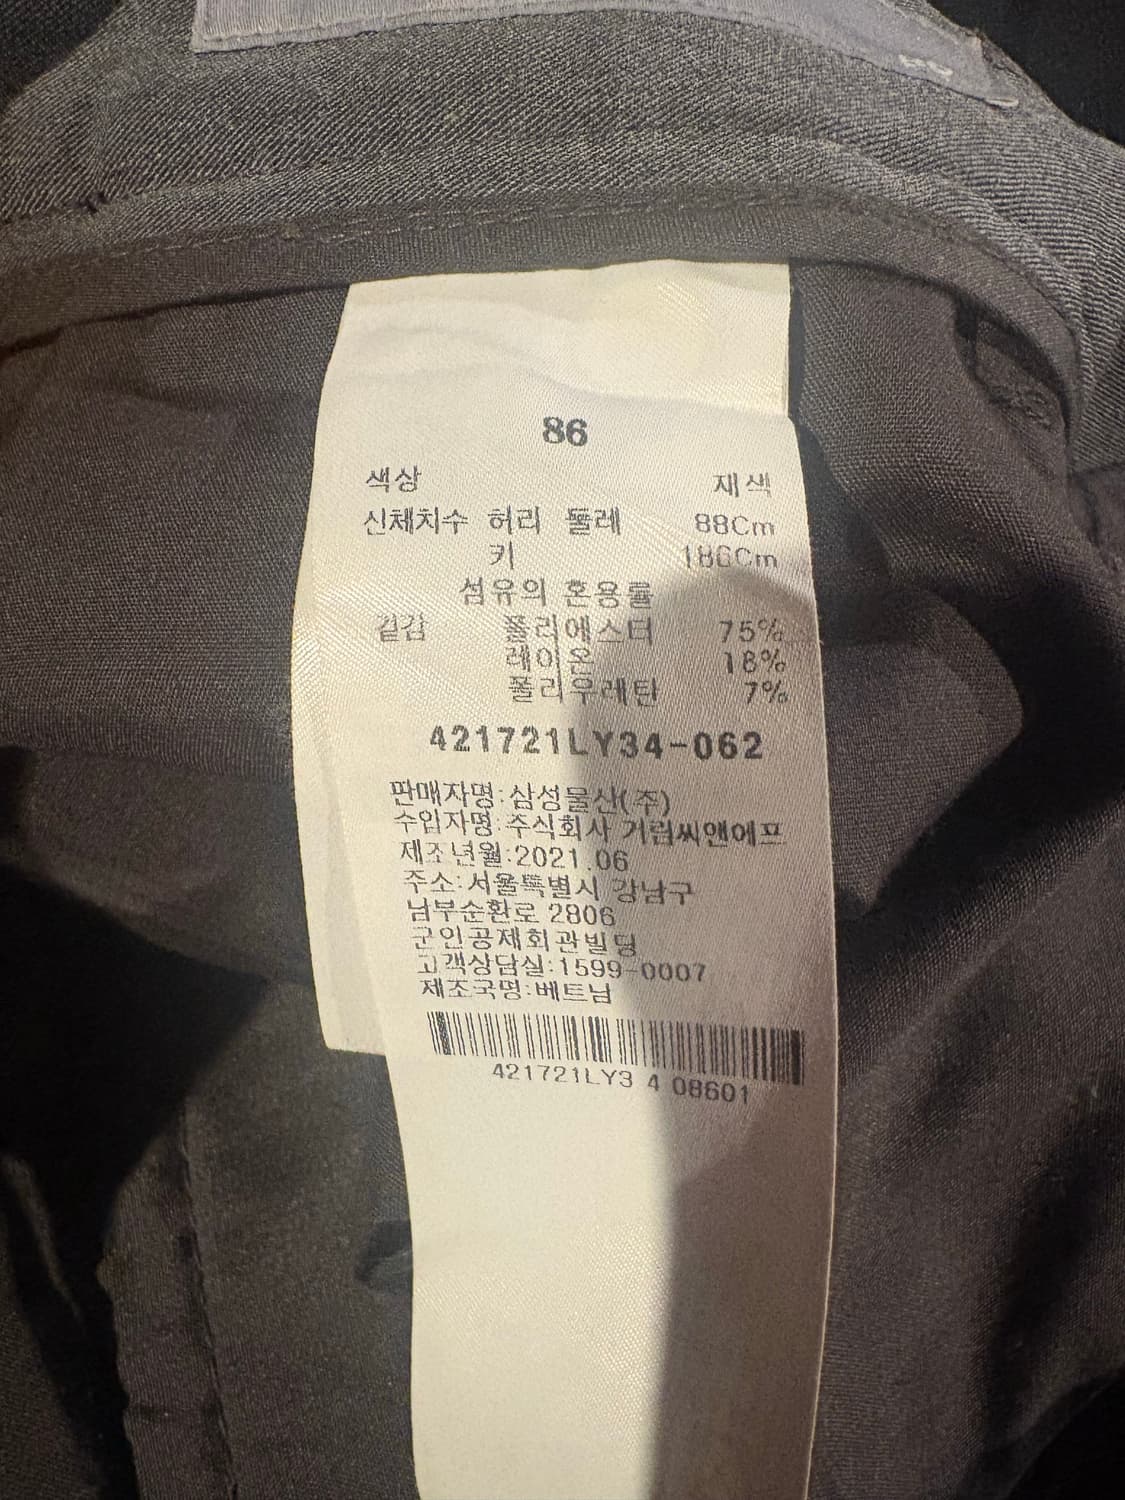 86
색상 재색
신체치수 허리 둘레 88Cm
키 186Cm
섬유의 혼용률
겉감 폴리에스터 75%
레이온 18%
폴리우레탄 7%
421721LY34-062
판매자명:삼성물산(주)
수입자명:주식회사 거림씨앤에프
제조년월:2021.06
주소:서울특별시 강남구
남부순환로 2806
군인공제회관빌딩
고객상담실:1599-0007
제조국명:베트남
421721LY3 4 08601